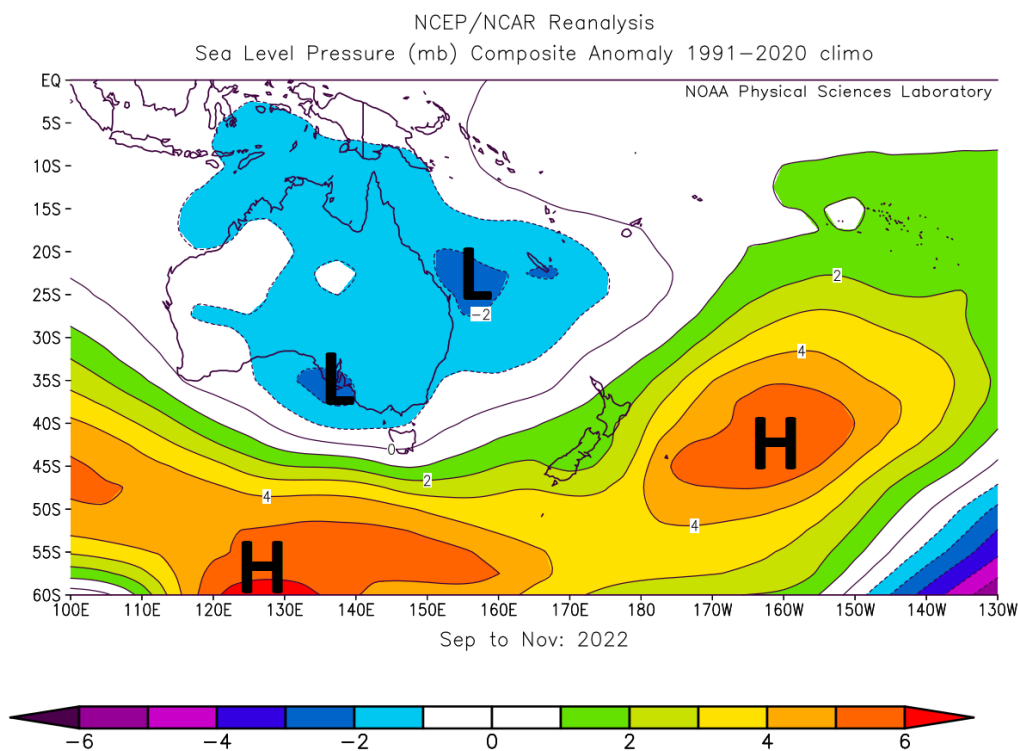 NCEP/NCAR Reanalysis
Sea Level Pressure (mb) Composite Anomaly 1991−2020 climo
NOAA Physical Sciences Laboratory
EQ
5S
10S
15S
20S
25S
30S
35S
40S
45S
50S
55S
60S
L
−2
L
0
2
4
H
2
4
H
4
100E 110E 120E 130E 140E 150E 160E 170E 180 170W 160W 150W 140W 130W
Sep to Nov: 2022
−6 −4 −2 0 2 4 6